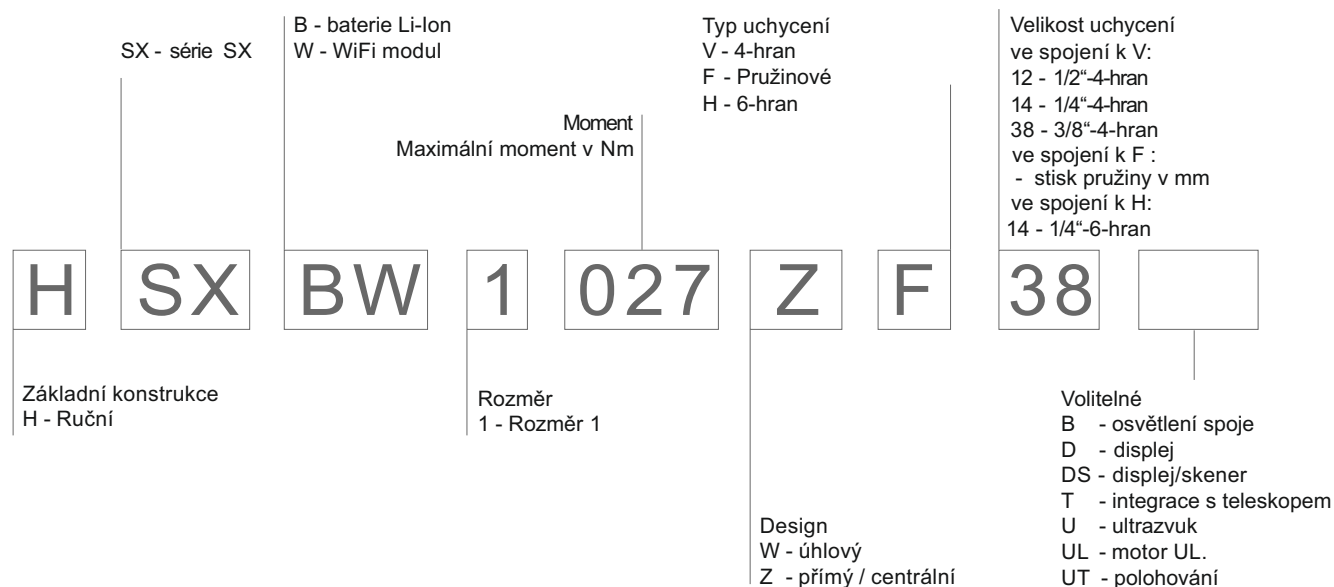 SX - série SX
B - baterie Li-Ion
W - WiFi modul
Moment
Maximální moment v Nm
Typ uchycení
V - 4-hran
F - Pružinové
H - 6-hran
Velikost uchycení
ve spojení k V:
12 - 1/2“-4-hran
14 - 1/4“-4-hran
38 - 3/8“-4-hran
ve spojení k F :
- stisk pružiny v mm
ve spojení k H:
14 - 1/4“-6-hran
H SX BW 1 027 Z F 38
Základní konstrukce
H - Ruční
Rozměr
1 - Rozměr 1
Design
W - úhlový
Z - přímý / centrální
Volitelné
B - osvětlení spoje
D - displej
DS - displej/skener
T - integrace s teleskopem
U - ultrazvuk
UL - motor UL.
UT - polohování